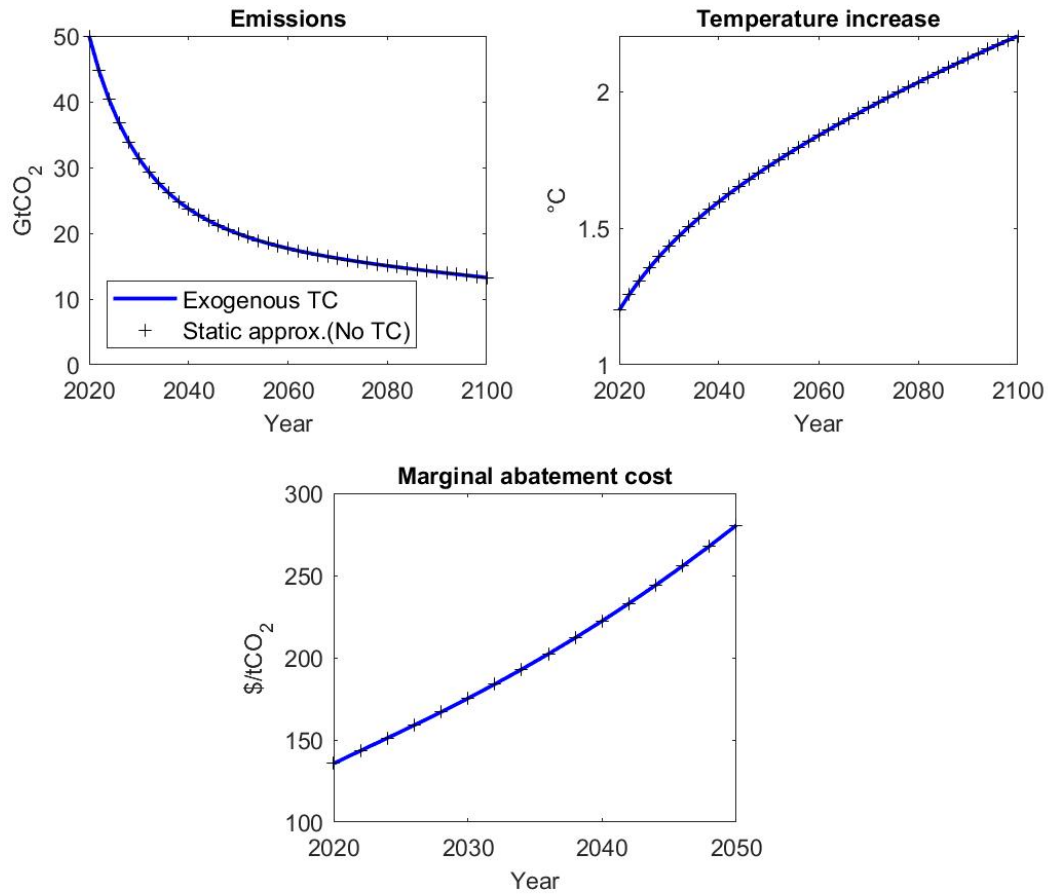 Emissions
50
40
30
20
10
0
GtCO₂
Exogenous TC
Static approx.(No TC)
2020 2040 2060 2080 2100
Year
Temperature increase
2
1.5
1
°C
2020 2040 2060 2080 2100
Year
Marginal abatement cost
300
250
200
150
100
$/tCO₂
2020 2030 2040 2050
Year